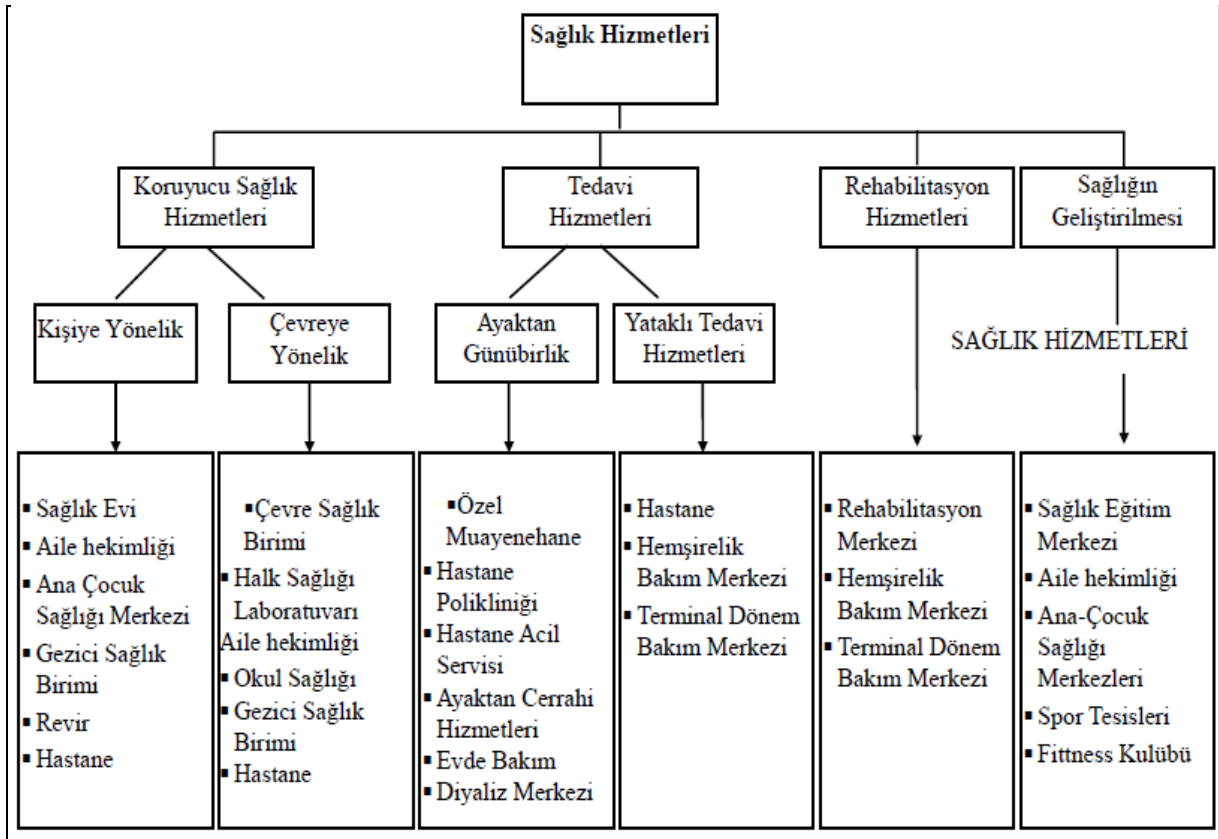 Sağlık Hizmetleri
Koruyucu Sağlık
Hizmetleri
Tedavi
Hizmetleri
Rehabilitasyon
Hizmetleri
Sağlığın
Geliştirilmesi
Kişiye Yönelik
Çevreye
Yönelik
Ayaktan
Günübirlik
Yataklı Tedavi
Hizmetleri
SAĞLIK HİZMETLERİ
▪ Sağlık Evi
▪ Aile hekimliği
▪ Ana Çocuk
Sağlığı Merkezi
▪ Gezici Sağlık
Birimi
▪ Revir
▪ Hastane
▪Çevre Sağlık
Birimi
▪ Halk Sağlığı
Laboratuvarı
Aile hekimliği
▪ Okul Sağlığı
▪ Gezici Sağlık
Birimi
▪ Hastane
▪Özel
Muayenehane
▪ Hastane
Polikliniği
▪ Hastane Acil
Servisi
▪ Ayaktan Cerrahi
Hizmetleri
▪ Evde Bakım
▪ Diyaliz Merkezi
▪ Hastane
▪ Hemşirelik
Bakım Merkezi
▪ Terminal Dönem
Bakım Merkezi
▪ Rehabilitasyon
Merkezi
▪ Hemşirelik
Bakım Merkezi
▪ Terminal Dönem
Bakım Merkezi
▪ Sağlık Eğitim
Merkezi
▪ Aile hekimliği
▪ Ana-Çocuk
Sağlığı
Merkezleri
▪ Spor Tesisleri
▪ Fittness Kulübü